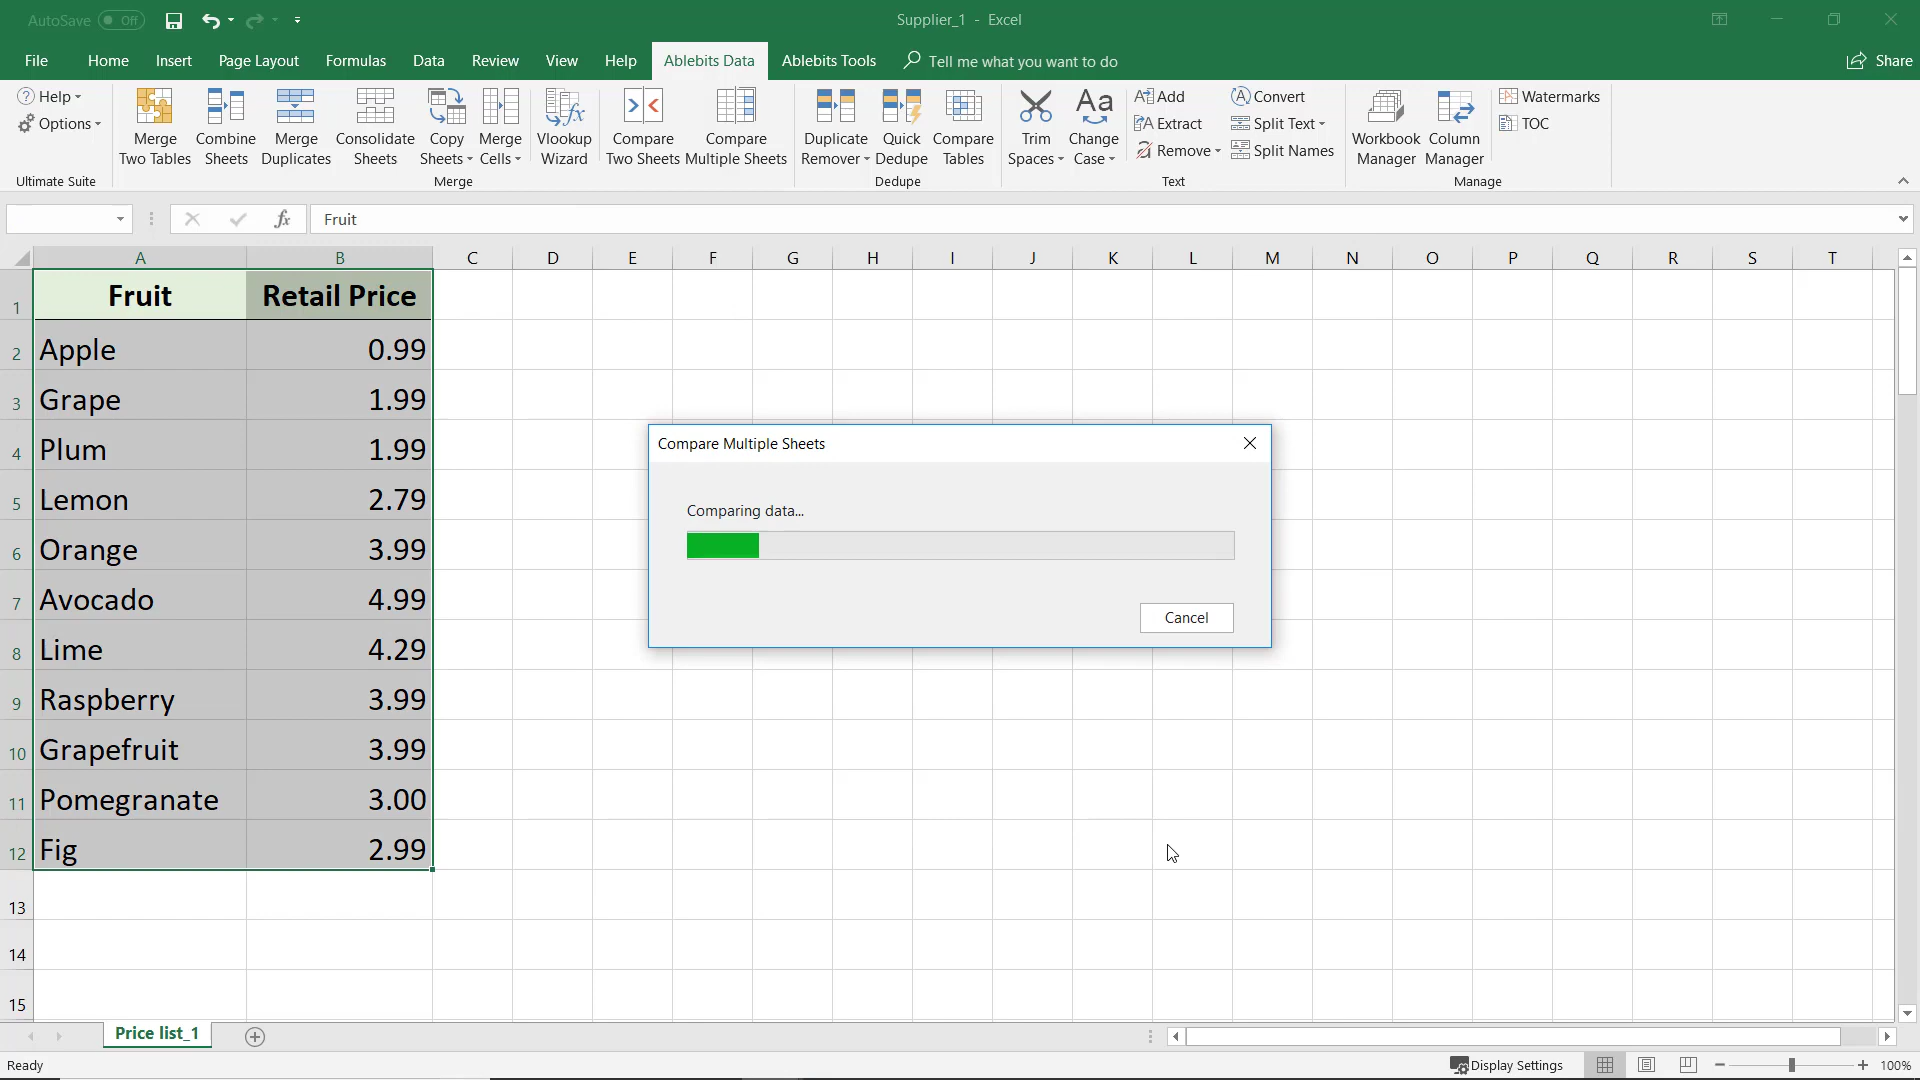 AutoSave Off
Supplier_1 - Excel
File Home Insert Page Layout Formulas Data Review View Help Ablebits Data Ablebits Tools Tell me what you want to do Share
Help
Options
Ultimate Suite
Merge Two Tables
Combine Sheets
Merge Duplicates
Consolidate Sheets
Copy Sheets
Merge Cells
Vlookup Wizard
Compare Two Sheets
Compare Multiple Sheets
Merge
Duplicate Remover
Quick Dedupe
Compare Tables
Dedupe
Trim Spaces
Change Case
Add
Extract
Remove
Convert
Split Text
Split Names
Text
Workbook Manager
Column Manager
Watermarks
TOC
Manage
fx Fruit
A B C D E F G H I J K L M N O P Q R S T
1 Fruit Retail Price
2 Apple 0.99
3 Grape 1.99
4 Plum 1.99
5 Lemon 2.79
6 Orange 3.99
7 Avocado 4.99
8 Lime 4.29
9 Raspberry 3.99
10 Grapefruit 3.99
11 Pomegranate 3.00
12 Fig 2.99
13
14
15
Compare Multiple Sheets
Comparing data...
Cancel
Price list_1
Ready
Display Settings
100%